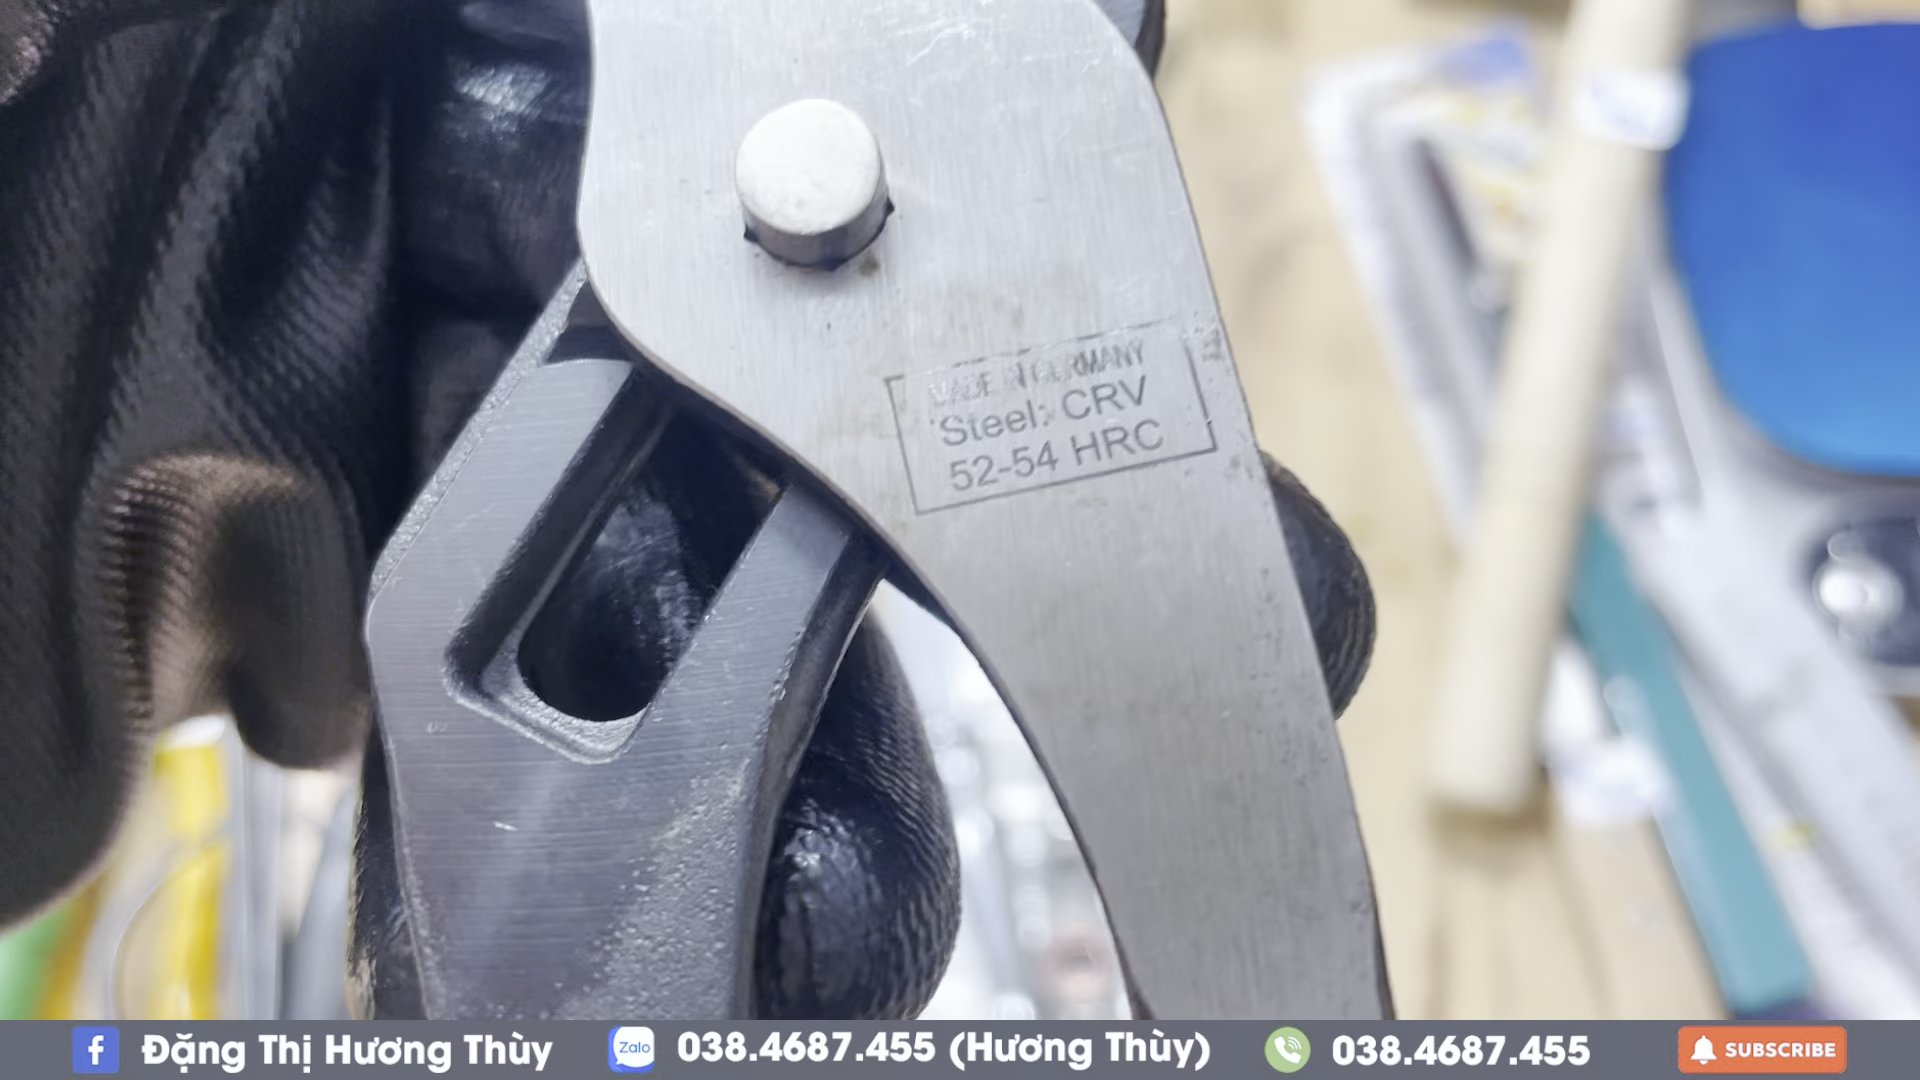 MADE IN GERMANY
Steel: CRV
52-54 HRC
f Đặng Thị Hương Thùy
Zalo 038.4687.455 (Hương Thùy)
038.4687.455
SUBSCRIBE